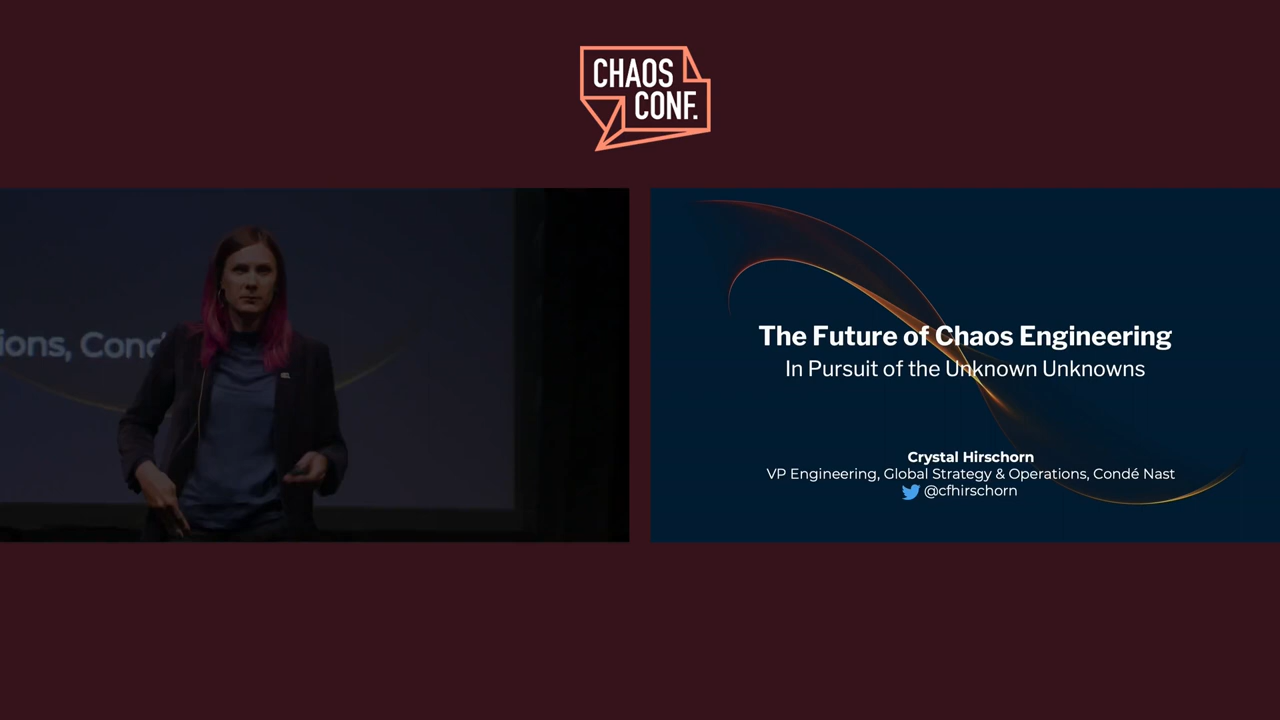 CHAOS
CONF.
ions, Cond
The Future of Chaos Engineering
In Pursuit of the Unknown Unknowns
Crystal Hirschorn
VP Engineering, Global Strategy & Operations, Condé Nast
@cfhirschorn